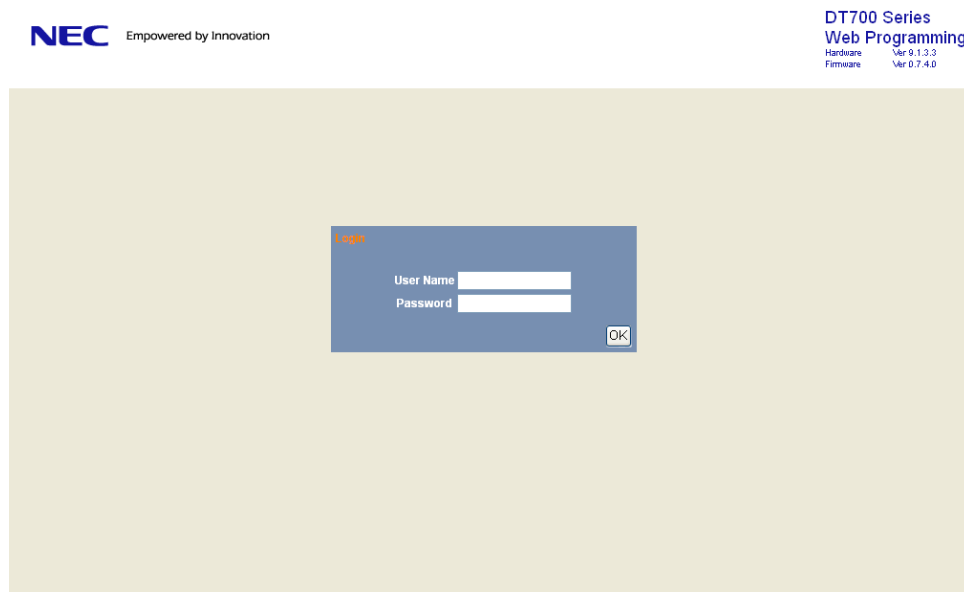 NEC Empowered by Innovation
DT700 Series
Web Programming
Hardware Ver 9.1.3.3
Firmware Ver 0.7.4.0
Login
User Name
Password
OK